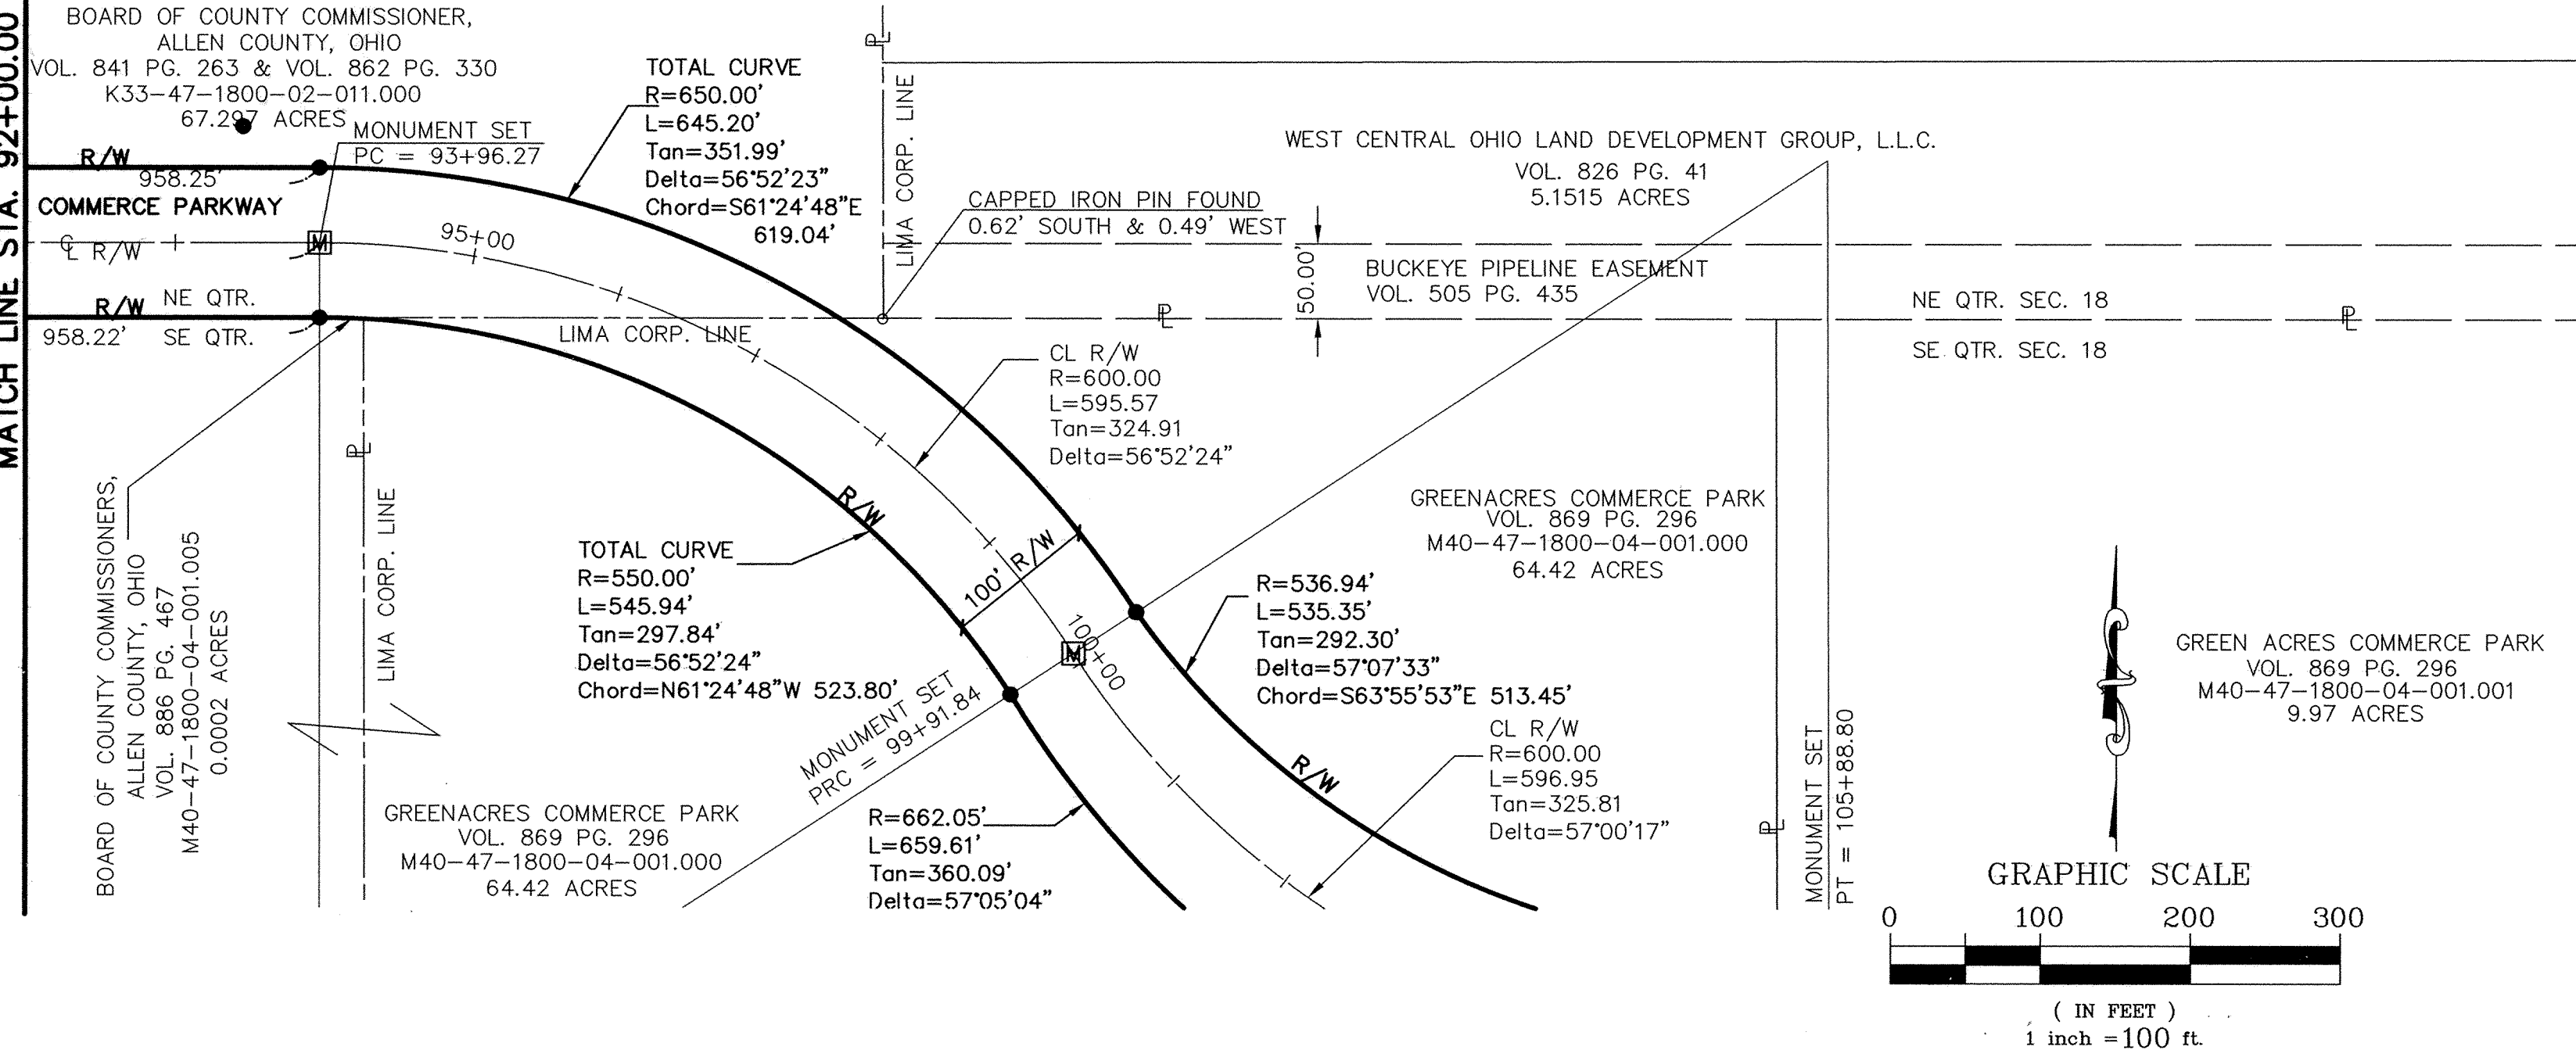 MATCH LINE STA. 92+00.00
BOARD OF COUNTY COMMISSIONER,
ALLEN COUNTY, OHIO
VOL. 841 PG. 263 & VOL. 862 PG. 330
K33-47-1800-02-011.000
67.297 ACRES
MONUMENT SET
PC = 93+96.27
R/W
958.25'
COMMERCE PARKWAY
℄ R/W
R/W
NE QTR.
958.22'
SE QTR.
95+00
TOTAL CURVE
R=650.00'
L=645.20'
Tan=351.99'
Delta=56°52'23"
Chord=S61°24'48"E
619.04'
PL
LIMA CORP. LINE
CAPPED IRON PIN FOUND
0.62' SOUTH & 0.49' WEST
WEST CENTRAL OHIO LAND DEVELOPMENT GROUP, L.L.C.
VOL. 826 PG. 41
5.1515 ACRES
50.00'
BUCKEYE PIPELINE EASEMENT
VOL. 505 PG. 435
PL
NE QTR. SEC. 18
SE QTR. SEC. 18
PL
LIMA CORP. LINE
CL R/W
R=600.00
L=595.57
Tan=324.91
Delta=56°52'24"
PL
LIMA CORP. LINE
BOARD OF COUNTY COMMISSIONERS,
ALLEN COUNTY, OHIO
VOL. 886 PG. 467
M40-47-1800-04-001.005
0.0002 ACRES
R/W
TOTAL CURVE
R=550.00'
L=545.94'
Tan=297.84'
Delta=56°52'24"
Chord=N61°24'48"W 523.80'
100' R/W
100+00
MONUMENT SET
PRC = 99+91.84
GREENACRES COMMERCE PARK
VOL. 869 PG. 296
M40-47-1800-04-001.000
64.42 ACRES
R=536.94'
L=535.35'
Tan=292.30'
Delta=57°07'33"
Chord=S63°55'53"E 513.45'
R/W
CL R/W
R=600.00
L=596.95
Tan=325.81
Delta=57°00'17"
GREENACRES COMMERCE PARK
VOL. 869 PG. 296
M40-47-1800-04-001.000
64.42 ACRES
R=662.05'
L=659.61'
Tan=360.09'
Delta=57°05'04"
PL
MONUMENT SET
PT = 105+88.80
GREEN ACRES COMMERCE PARK
VOL. 869 PG. 296
M40-47-1800-04-001.001
9.97 ACRES
M
M
GRAPHIC SCALE
0 100 200 300
( IN FEET )
1 inch =100 ft.